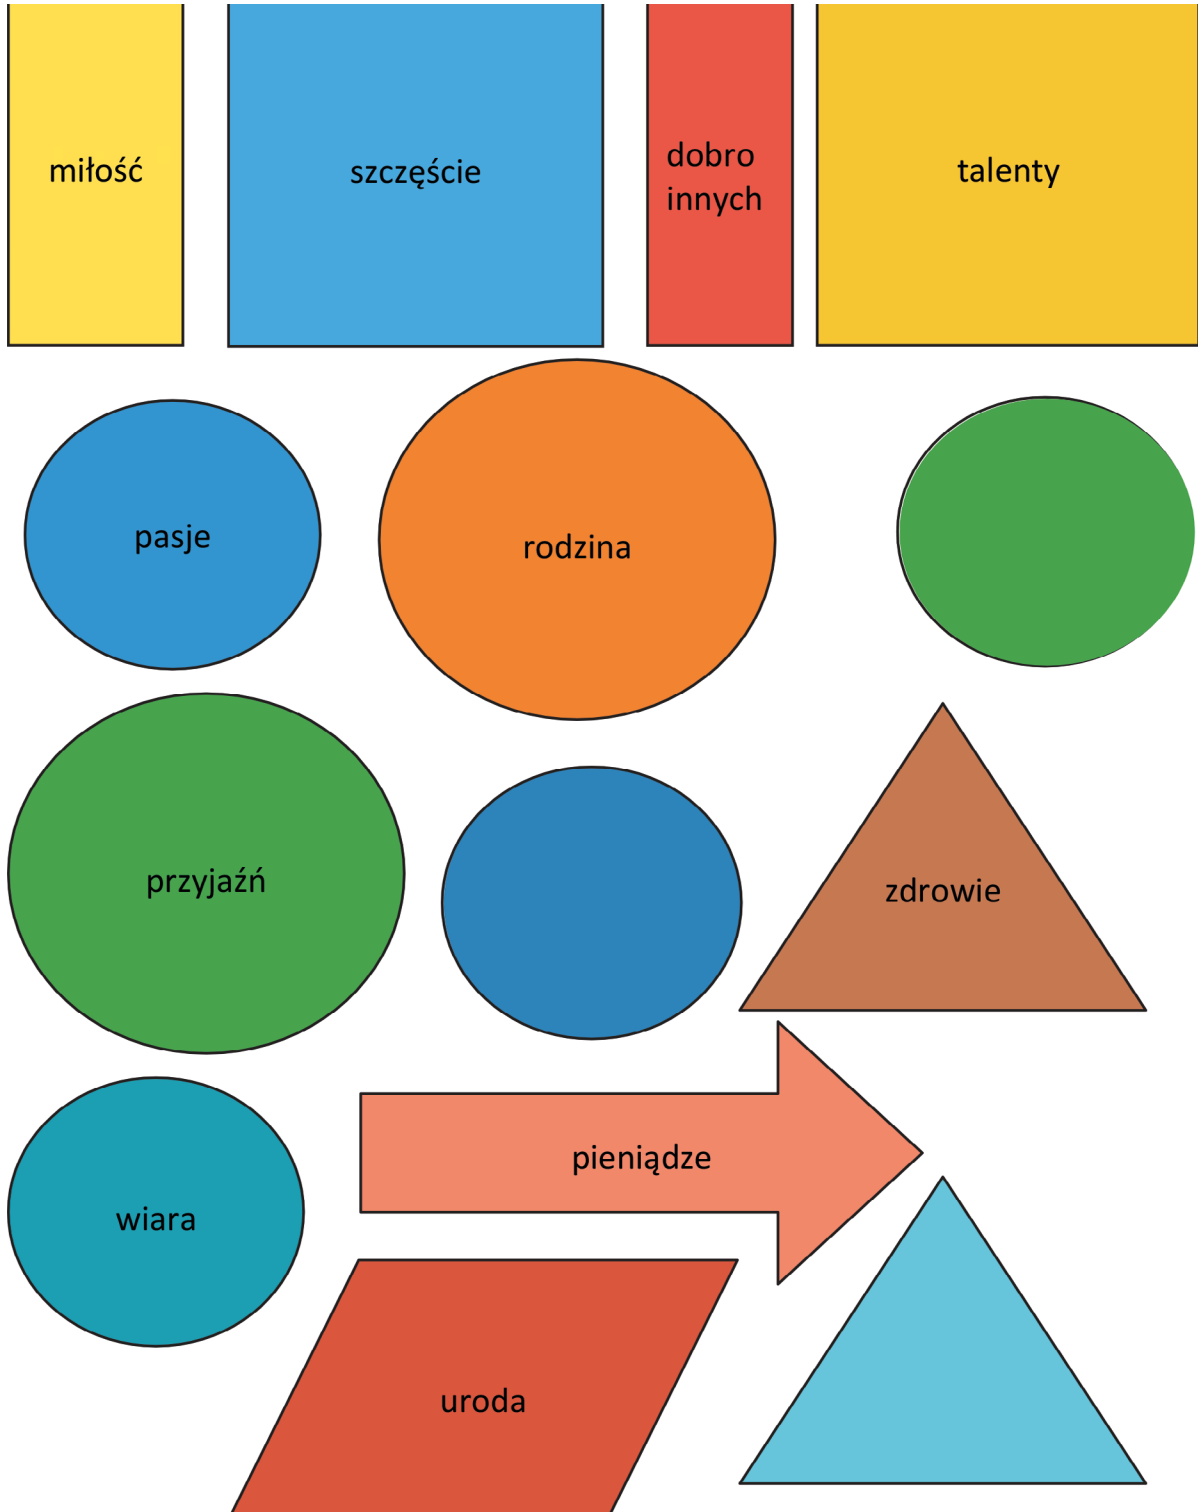 miłość
szczęście
dobro
innych
talenty
pasje
rodzina
przyjaźń
zdrowie
wiara
pieniądze
uroda